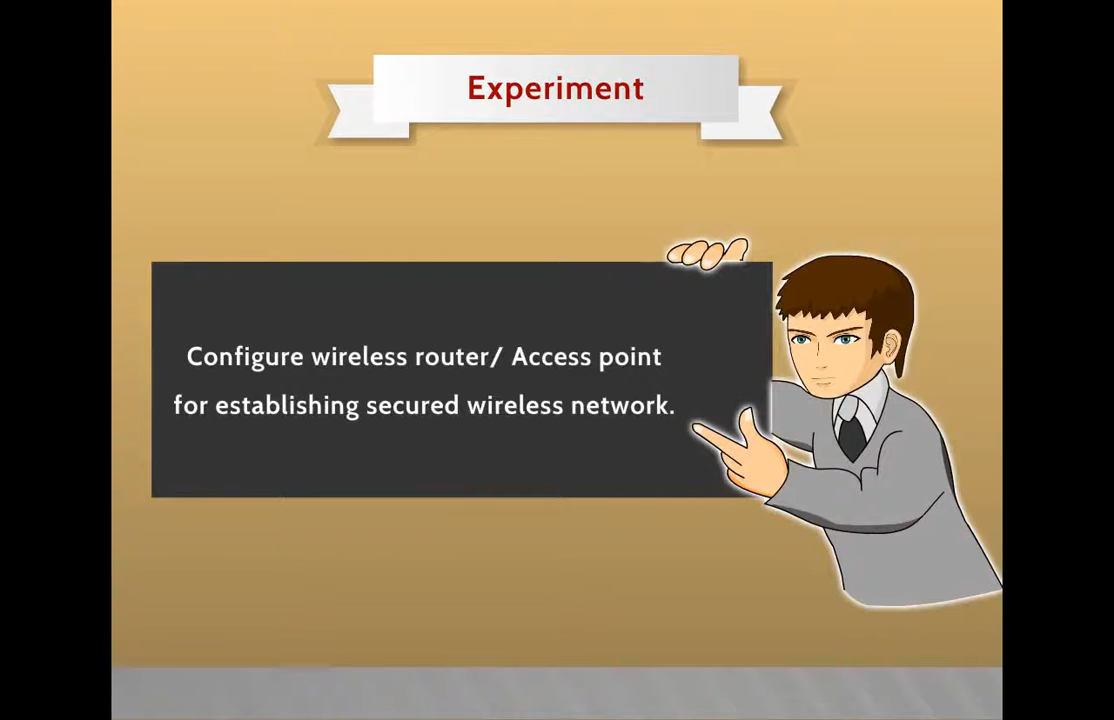 Experiment
Configure wireless router/ Access point
for establishing secured wireless network.